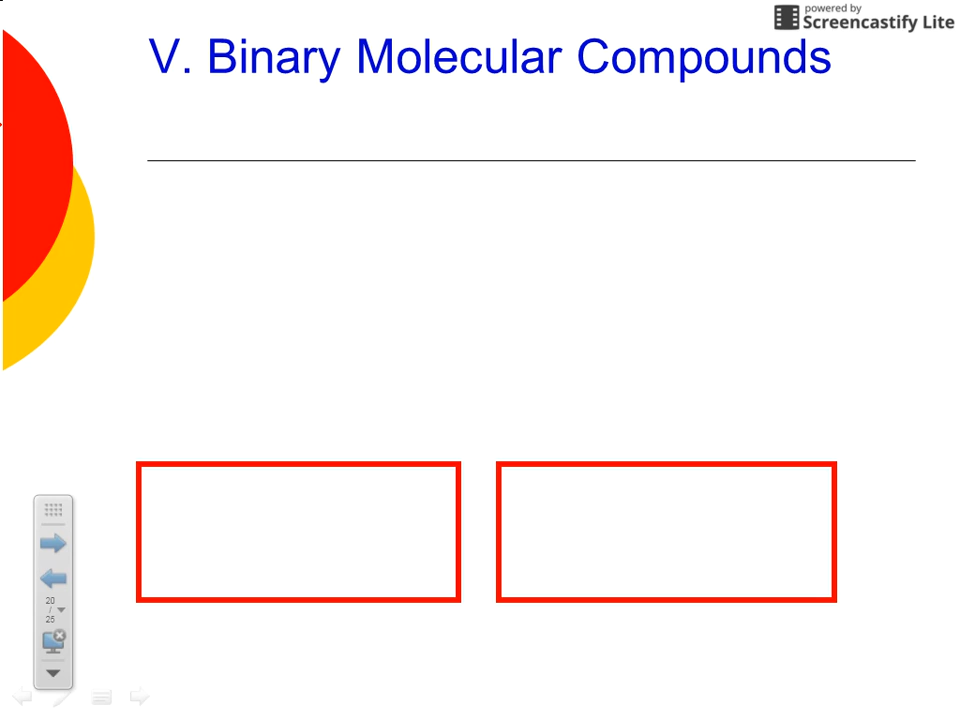 powered by
Screencastify Lite
V. Binary Molecular Compounds
20
/
25